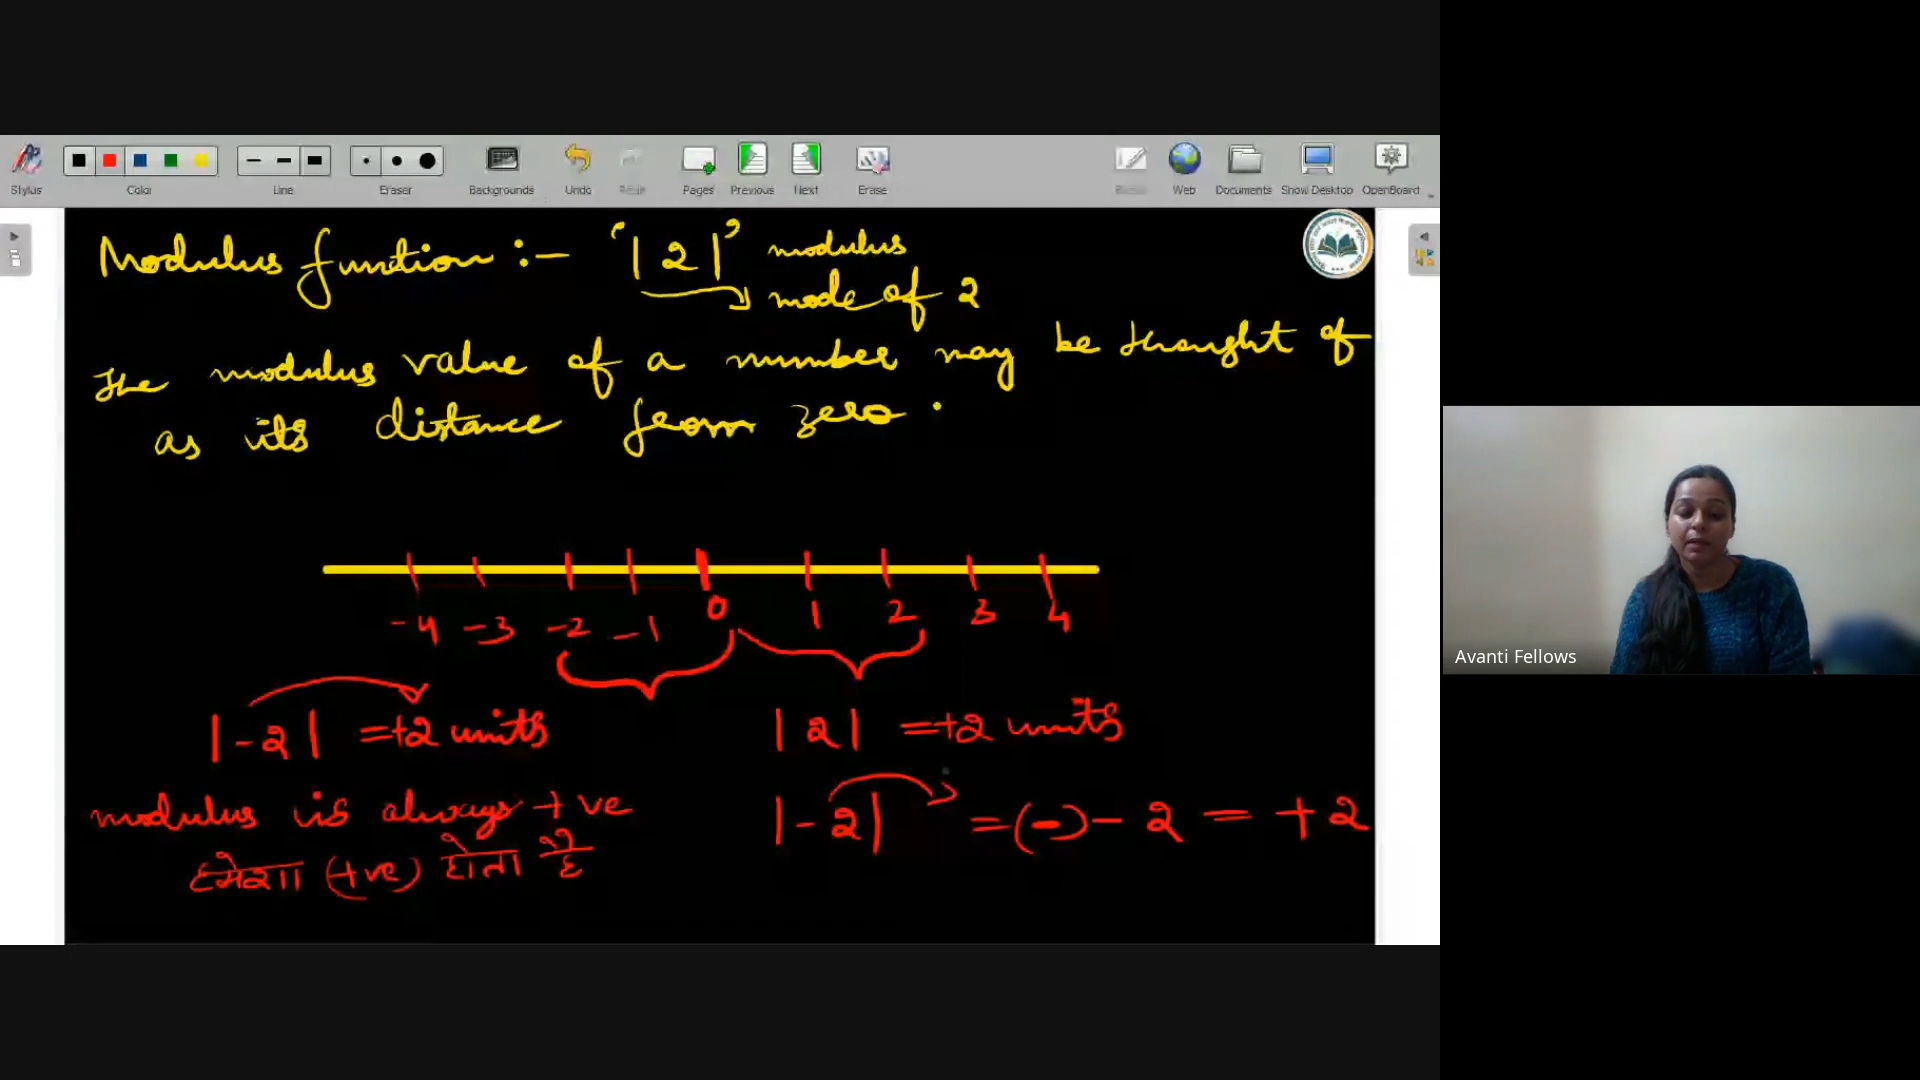 Stylus Color Line Eraser Backgrounds Undo Pages Previous Next Erase Web Documents Show Desktop OpenBoard
Modulus function :- '|2|' modulus
mode of 2
The modulus value of a number may be thought of
as its distance from zero.
-4 -3 -2 -1 0 1 2 3 4
|-2| = +2 units
|2| = +2 units
modulus is always +ve
|-2| = (-) - 2 = +2
हमेशा (+ve) होता है
Avanti Fellows